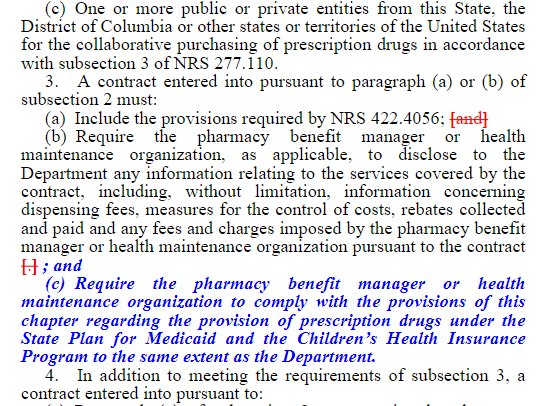 (c) One or more public or private entities from this State, the
District of Columbia or other states or territories of the United States
for the collaborative purchasing of prescription drugs in accordance
with subsection 3 of NRS 277.110.
3. A contract entered into pursuant to paragraph (a) or (b) of
subsection 2 must:
(a) Include the provisions required by NRS 422.4056; [and]
(b) Require the pharmacy benefit manager or health
maintenance organization, as applicable, to disclose to the
Department any information relating to the services covered by the
contract, including, without limitation, information concerning
dispensing fees, measures for the control of costs, rebates collected
and paid and any fees and charges imposed by the pharmacy benefit
manager or health maintenance organization pursuant to the contract
[.] ; and
(c) Require the pharmacy benefit manager or health
maintenance organization to comply with the provisions of this
chapter regarding the provision of prescription drugs under the
State Plan for Medicaid and the Children’s Health Insurance
Program to the same extent as the Department.
4. In addition to meeting the requirements of subsection 3, a
contract entered into pursuant to: